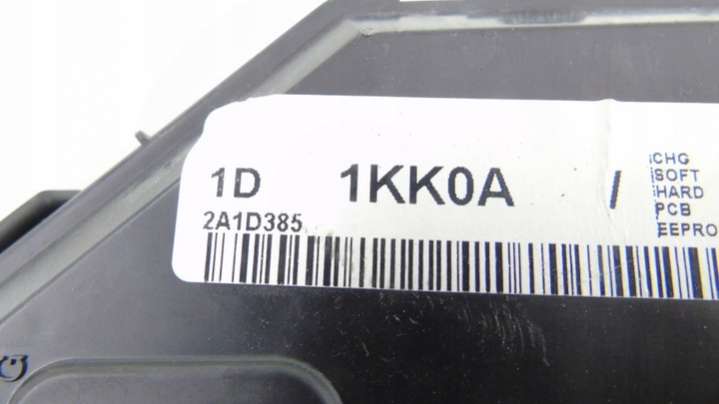 1D 1KK0A /
2A1D385
CHG
SOFT
HARD
PCB
EEPRO